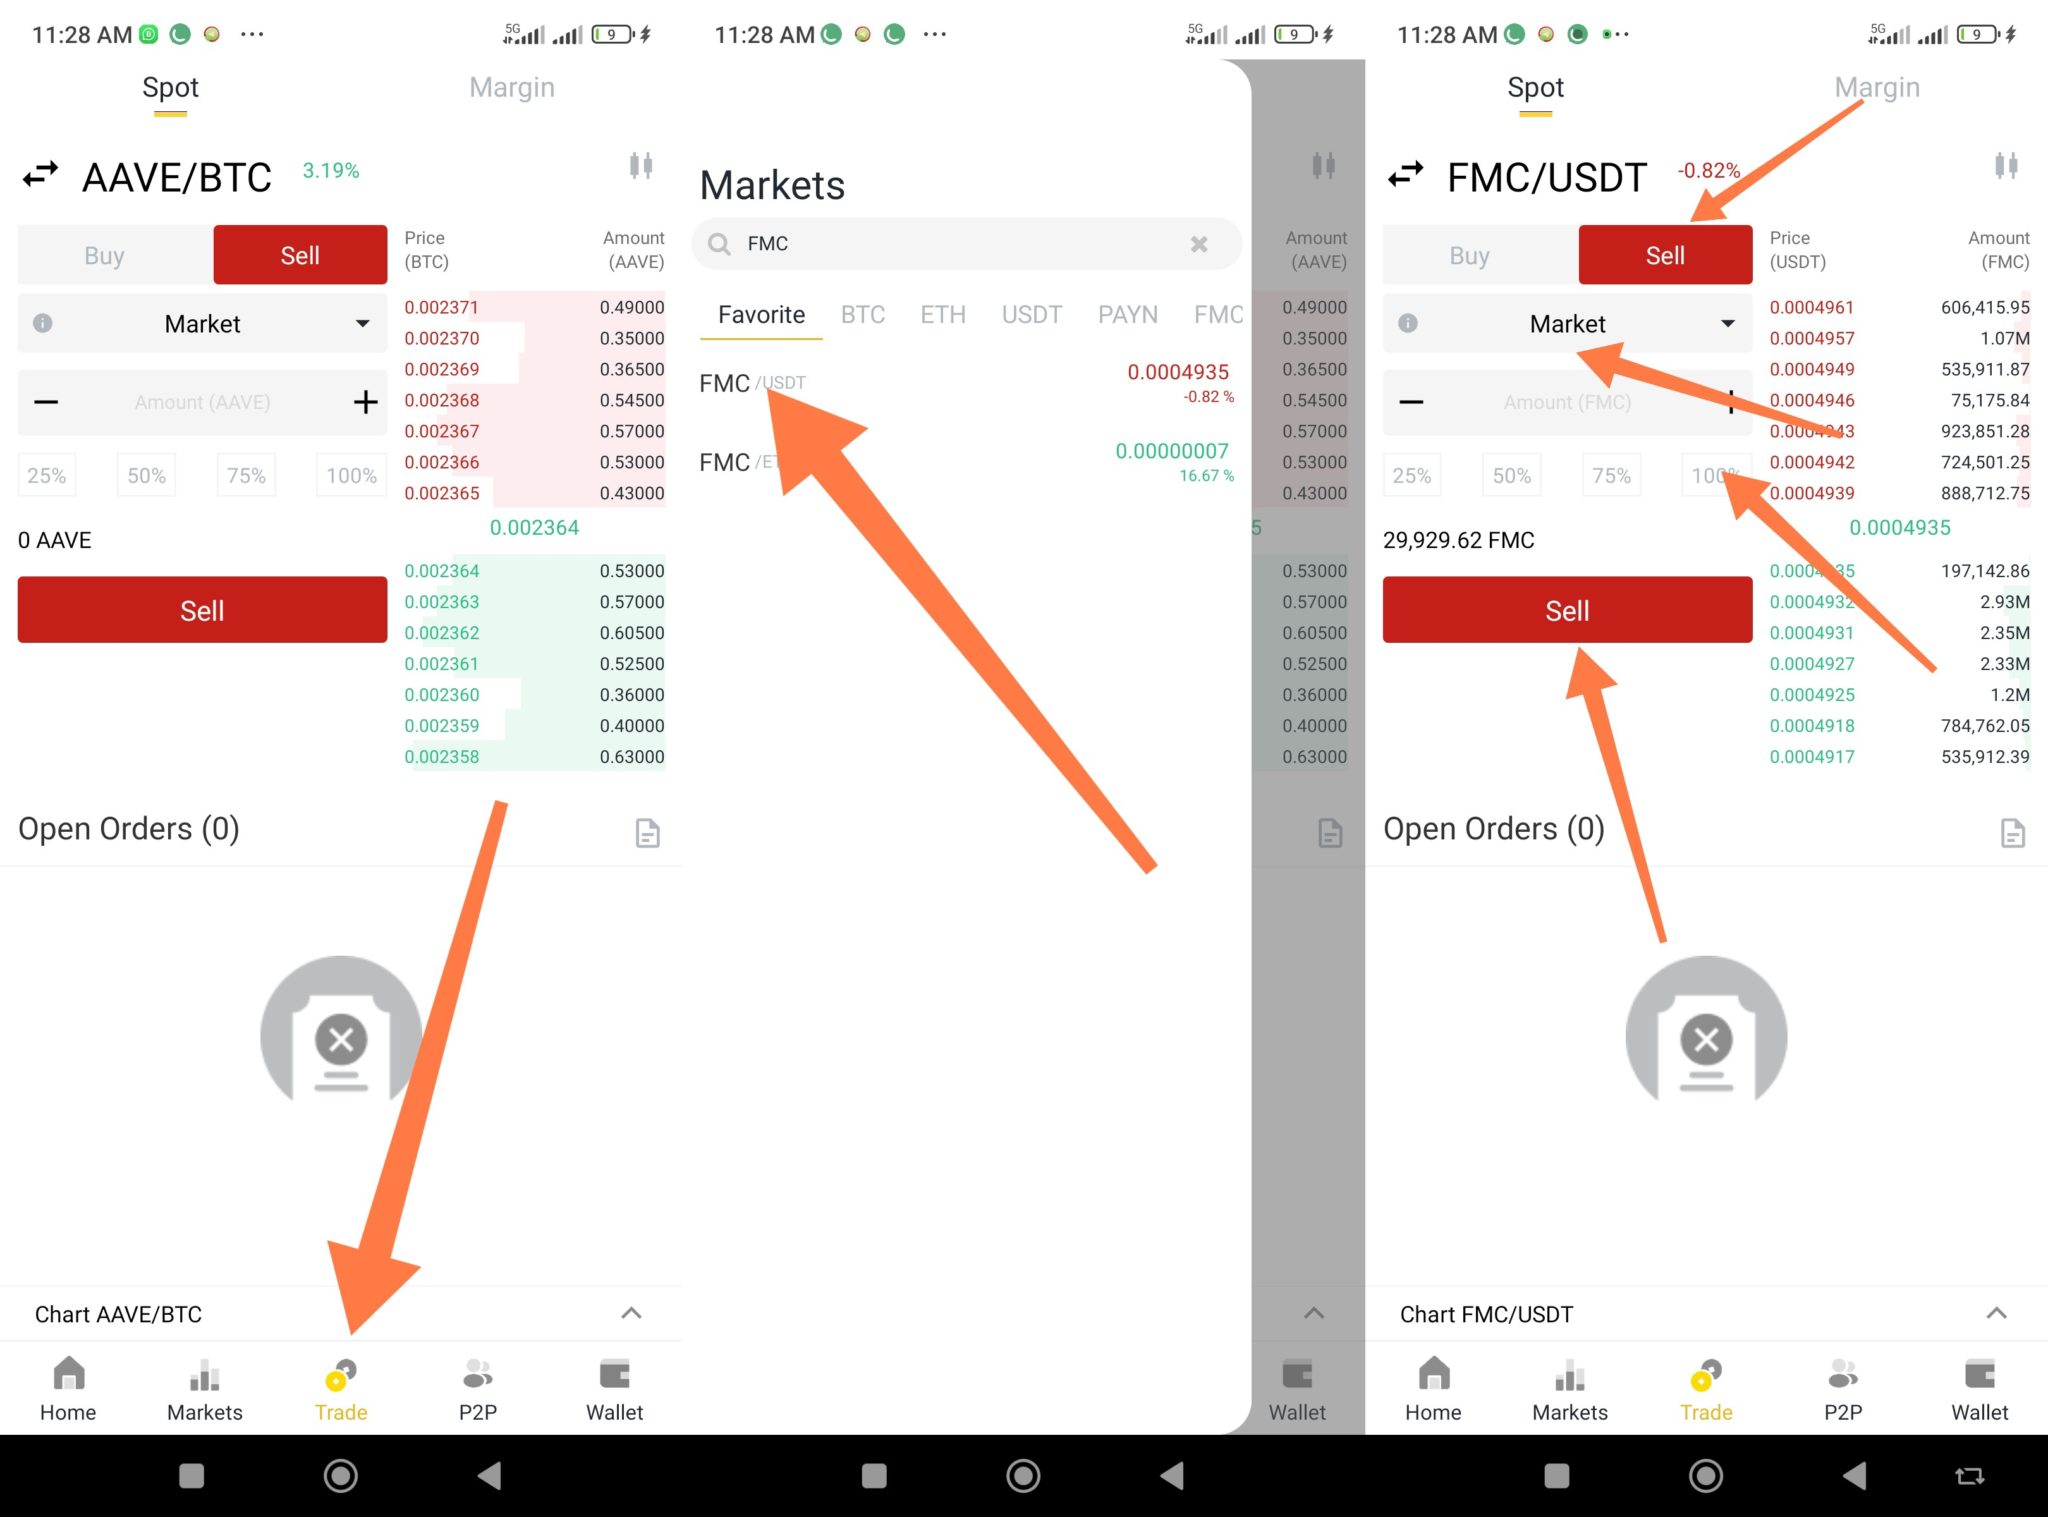 11:28 AM
5G
9
Spot
Margin
AAVE/BTC
3.19%
Buy
Sell
Price
(BTC)
Amount
(AAVE)
Market
Amount (AAVE)
25%
50%
75%
100%
0 AAVE
Sell
0.002371 0.49000
0.002370 0.35000
0.002369 0.36500
0.002368 0.54500
0.002367 0.57000
0.002366 0.53000
0.002365 0.43000
0.002364
0.002364 0.53000
0.002363 0.57000
0.002362 0.60500
0.002361 0.52500
0.002360 0.36000
0.002359 0.40000
0.002358 0.63000
Open Orders (0)
Chart AAVE/BTC
Home
Markets
Trade
P2P
Wallet
11:28 AM
5G
9
Markets
FMC
Favorite
BTC
ETH
USDT
PAYN
FMC
FMC /USDT
0.0004935
-0.82 %
FMC
0.00000007
16.67 %
Amount
(AAVE)
0.49000
0.35000
0.36500
0.54500
0.57000
0.53000
0.43000
5
0.53000
0.57000
0.60500
0.52500
0.36000
0.40000
0.63000
Wallet
11:28 AM
5G
9
Spot
Margin
FMC/USDT
-0.82%
Buy
Sell
Price
(USDT)
Amount
(FMC)
Market
Amount (FMC)
25%
50%
75%
100%
29,929.62 FMC
Sell
0.0004961 606,415.95
0.0004957 1.07M
0.0004949 535,911.87
0.0004946 75,175.84
0.0004943 923,851.28
0.0004942 724,501.25
0.0004939 888,712.75
0.0004935
0.0004935 197,142.86
0.0004932 2.93M
0.0004931 2.35M
0.0004927 2.33M
0.0004925 1.2M
0.0004918 784,762.05
0.0004917 535,912.39
Open Orders (0)
Chart FMC/USDT
Home
Markets
Trade
P2P
Wallet